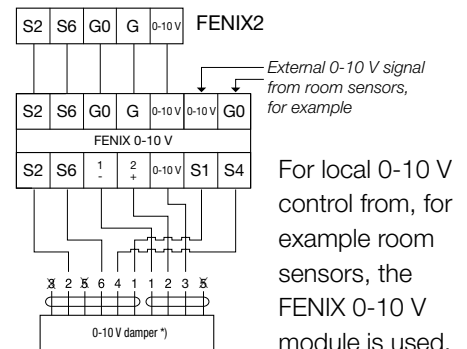 S2 S6 G0 G 0-10 V FENIX2
External 0-10 V signal
from room sensors,
for example
S2 S6 G0 G 0-10 V 0-10 V G0
FENIX 0-10 V
S2 S6 1 - 2 + 0-10 V S1 S4
3 2 5 6 4 1 1 2 3 5
0-10 V damper *)
For local 0-10 V
control from, for
example room
sensors, the
FENIX 0-10 V
module is used.